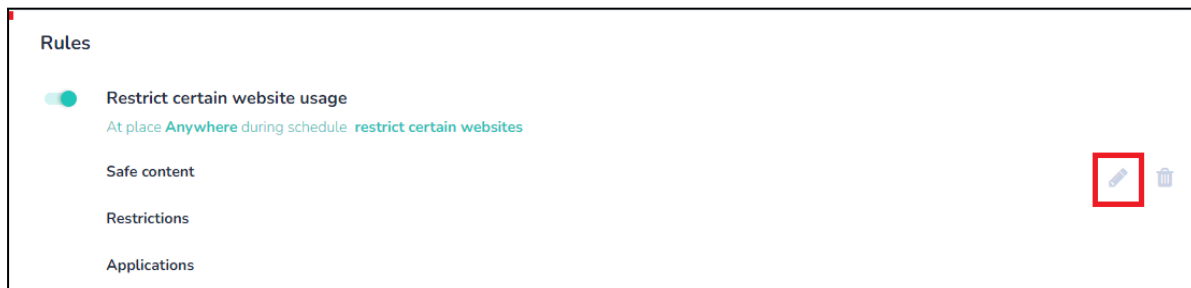 Rules
Restrict certain website usage
At place Anywhere during schedule restrict certain websites
Safe content
Restrictions
Applications